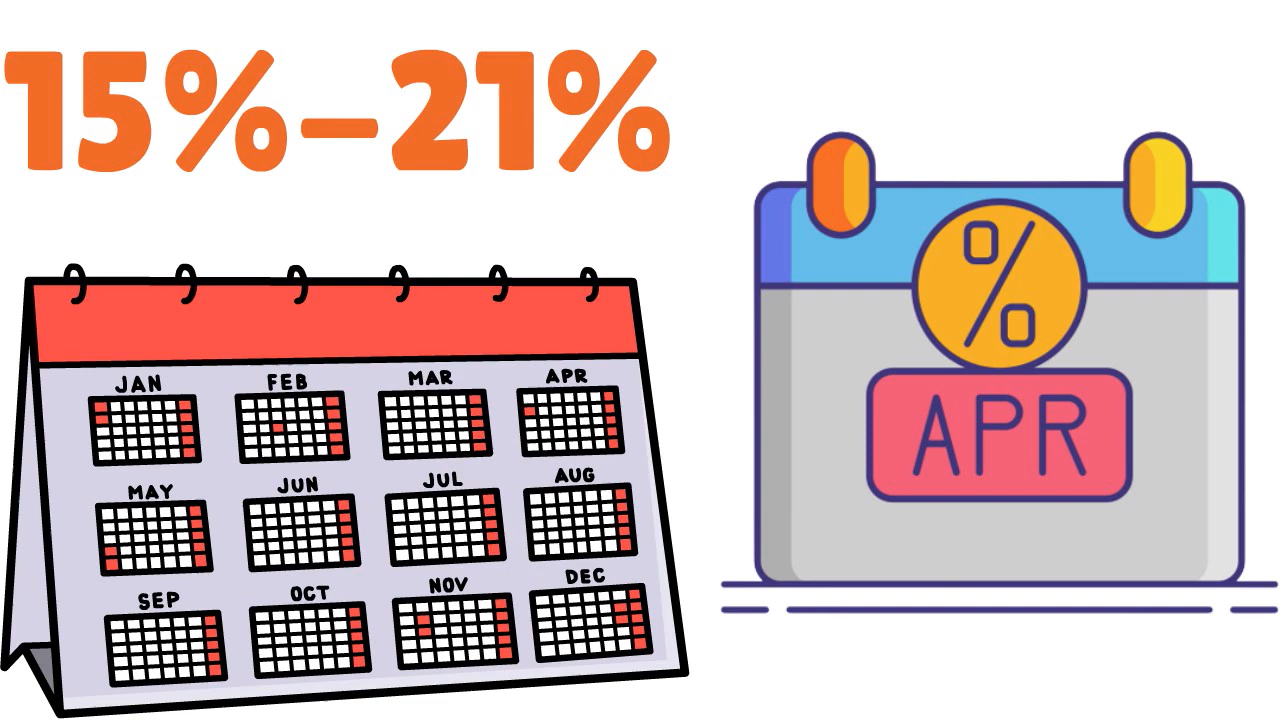 15%–21%
JAN FEB MAR APR
MAY JUN JUL AUG
SEP OCT NOV DEC
%
APR